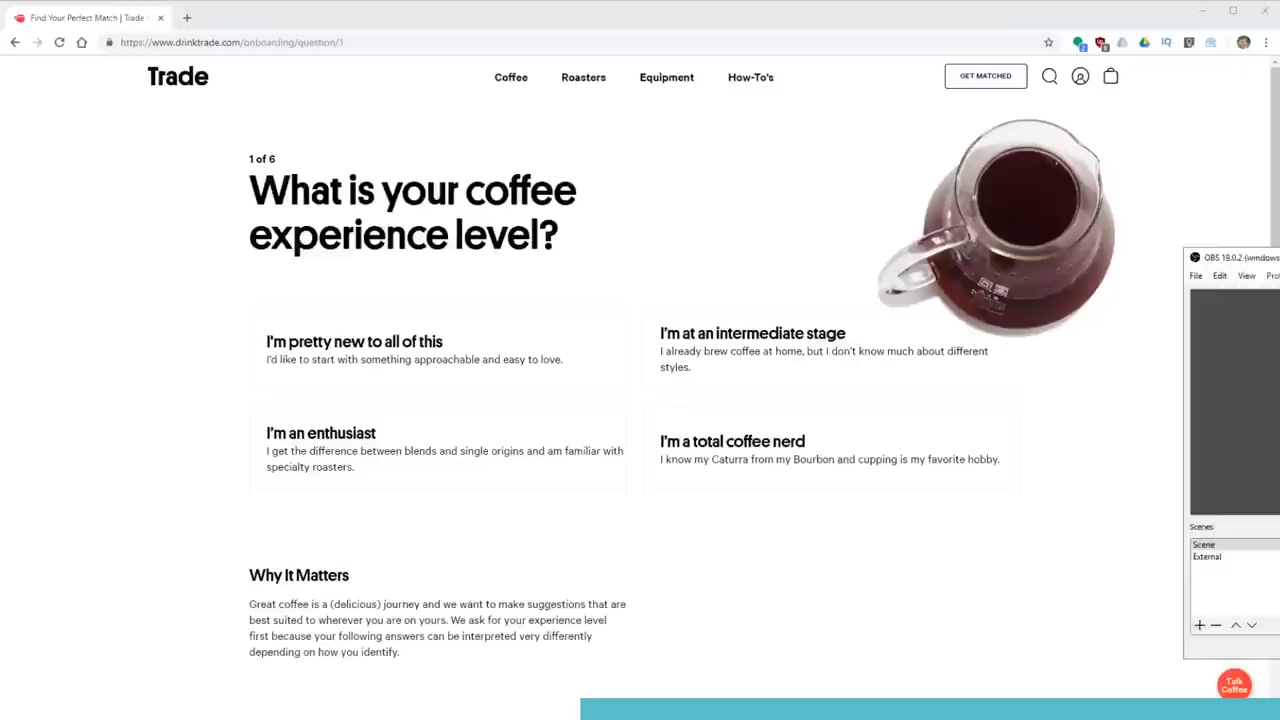 Find Your Perfect Match | Trade
https://www.drinktrade.com/onboarding/question/1
Trade
Coffee
Roasters
Equipment
How-To's
GET MATCHED
1 of 6
What is your coffee
experience level?
I'm pretty new to all of this
I'd like to start with something approachable and easy to love.
I'm at an intermediate stage
I already brew coffee at home, but I don't know much about different
styles.
I'm an enthusiast
I get the difference between blends and single origins and am familiar with
specialty roasters.
I'm a total coffee nerd
I know my Caturra from my Bourbon and cupping is my favorite hobby.
Why It Matters
Great coffee is a (delicious) journey and we want to make suggestions that are
best suited to wherever you are on yours. We ask for your experience level
first because your following answers can be interpreted very differently
depending on how you identify.
OBS 19.0.2 (windows
File Edit View
Scenes
Scene
External
Talk
Coffee